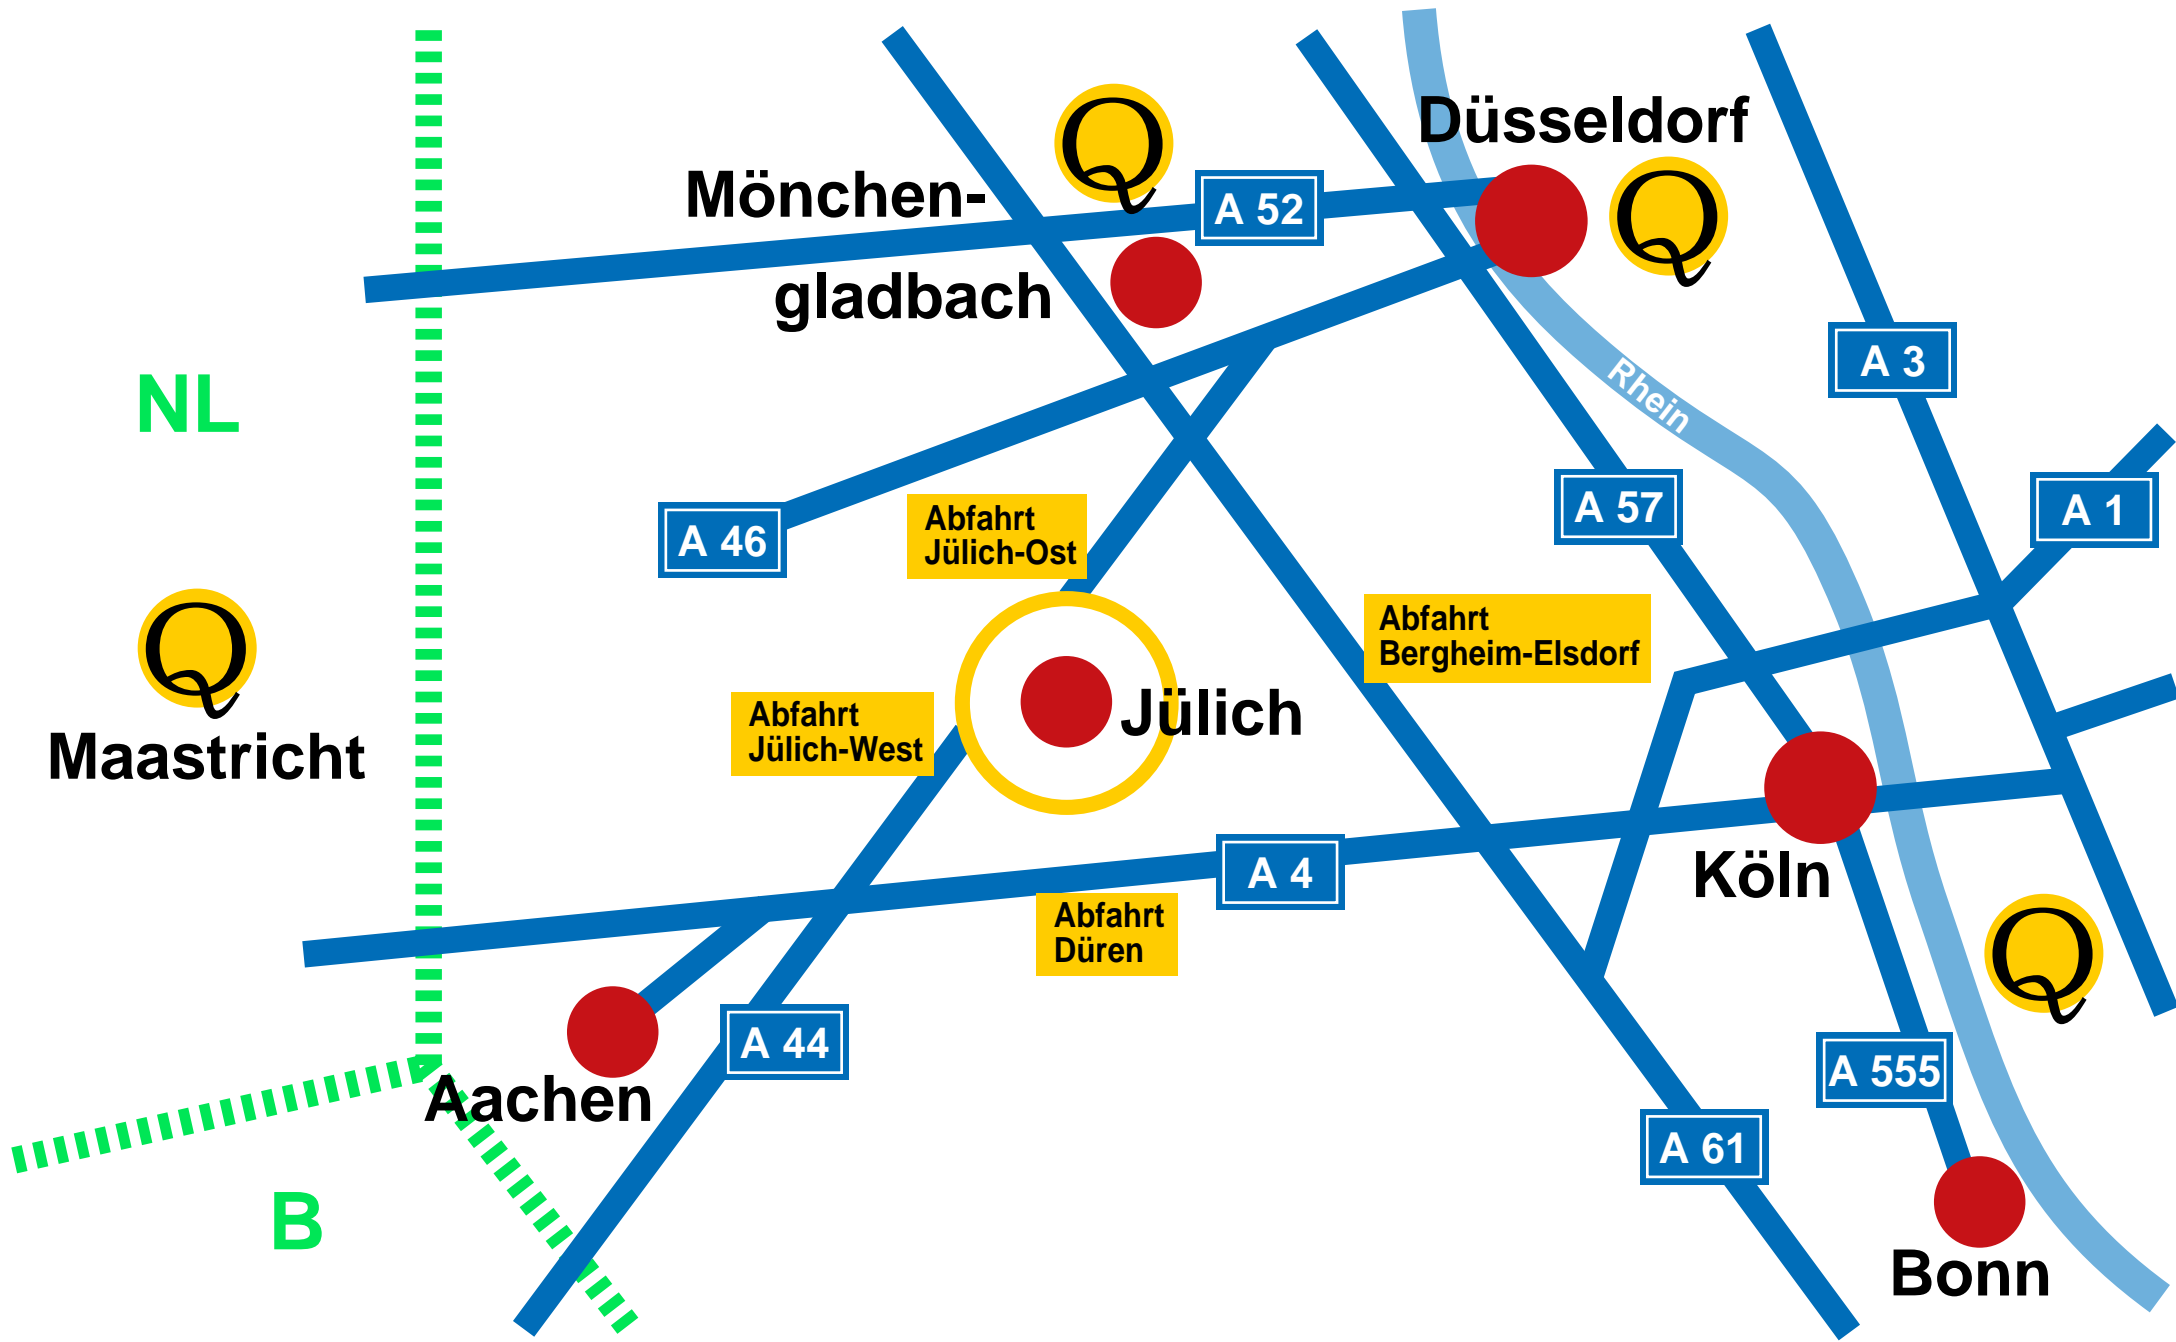 Düsseldorf
Q
Mönchen-
gladbach
A 52
Q
NL
Rhein
A 3
A 46
Abfahrt
Jülich-Ost
A 57
A 1
Q
Maastricht
Abfahrt
Bergheim-Elsdorf
Abfahrt
Jülich-West
Jülich
A 4
Köln
Abfahrt
Düren
Q
A 44
Aachen
A 555
A 61
B
Bonn